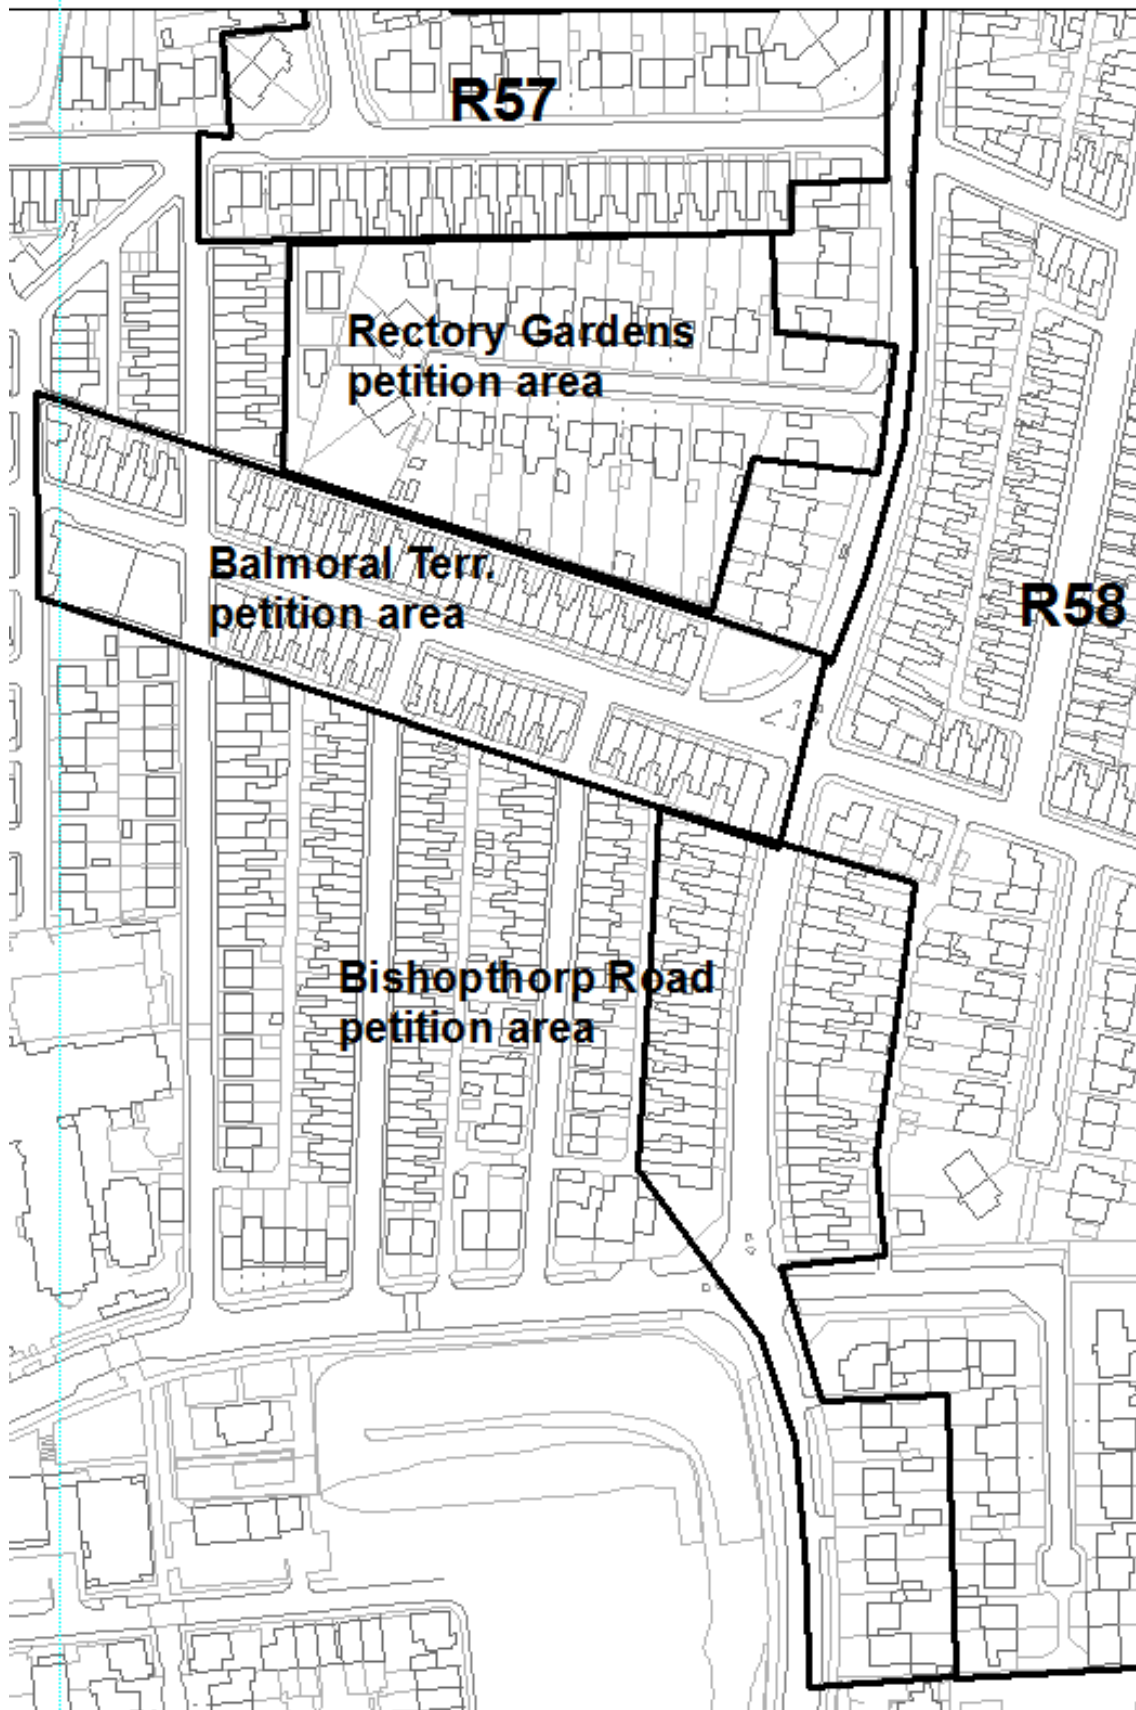 R57
Rectory Gardens
petition area
Balmoral Terr.
petition area
R58
Bishopthorp Road
petition area